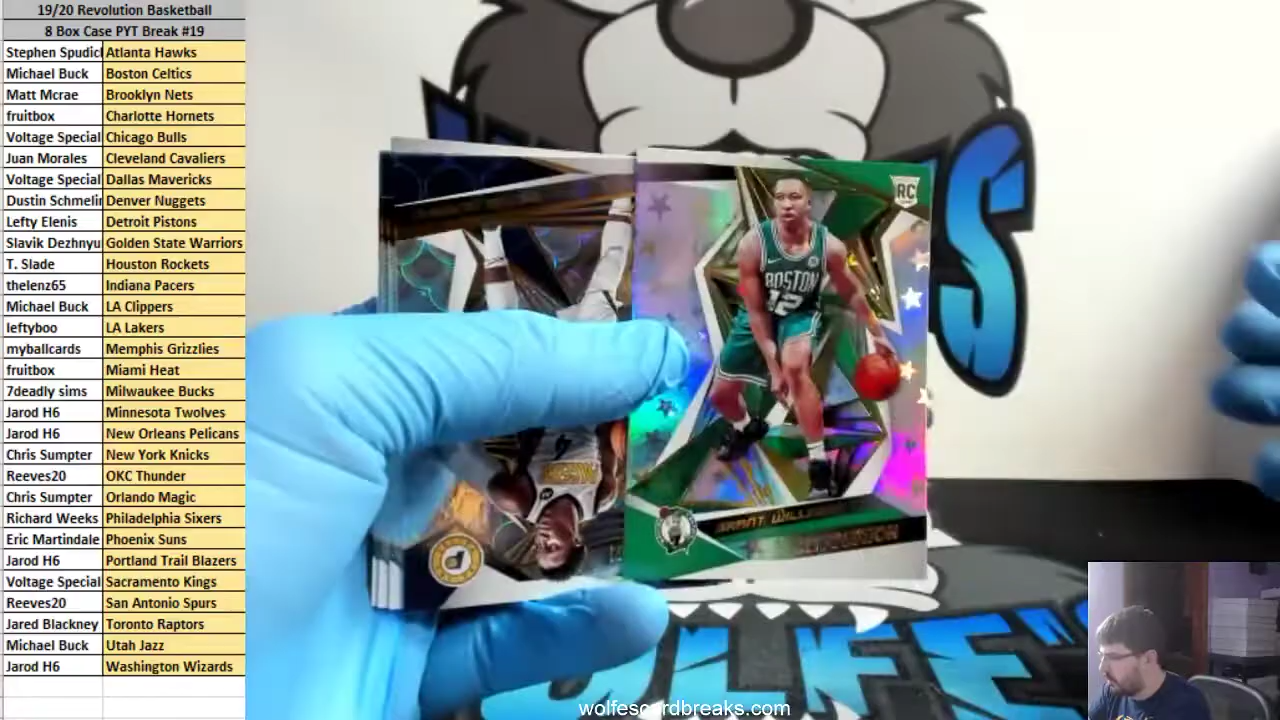 19/20 Revolution Basketball
8 Box Case PYT Break #19
Stephen Spudich Atlanta Hawks
Michael Buck Boston Celtics
Matt Mcrae Brooklyn Nets
fruitbox Charlotte Hornets
Voltage Special Chicago Bulls
Juan Morales Cleveland Cavaliers
Voltage Special Dallas Mavericks
Dustin Schmelin Denver Nuggets
Lefty Elenis Detroit Pistons
Slavik Dezhnyu Golden State Warriors
T. Slade Houston Rockets
thelenz65 Indiana Pacers
Michael Buck LA Clippers
leftyboo LA Lakers
myballcards Memphis Grizzlies
fruitbox Miami Heat
7deadly sims Milwaukee Bucks
Jarod H6 Minnesota Twolves
Jarod H6 New Orleans Pelicans
Chris Sumpter New York Knicks
Reeves20 OKC Thunder
Chris Sumpter Orlando Magic
Richard Weeks Philadelphia Sixers
Eric Martindale Phoenix Suns
Jarod H6 Portland Trail Blazers
Voltage Special Sacramento Kings
Reeves20 San Antonio Spurs
Jared Blackney Toronto Raptors
Michael Buck Utah Jazz
Jarod H6 Washington Wizards
RC
BOSTON
12
wolfescardbreaks.com